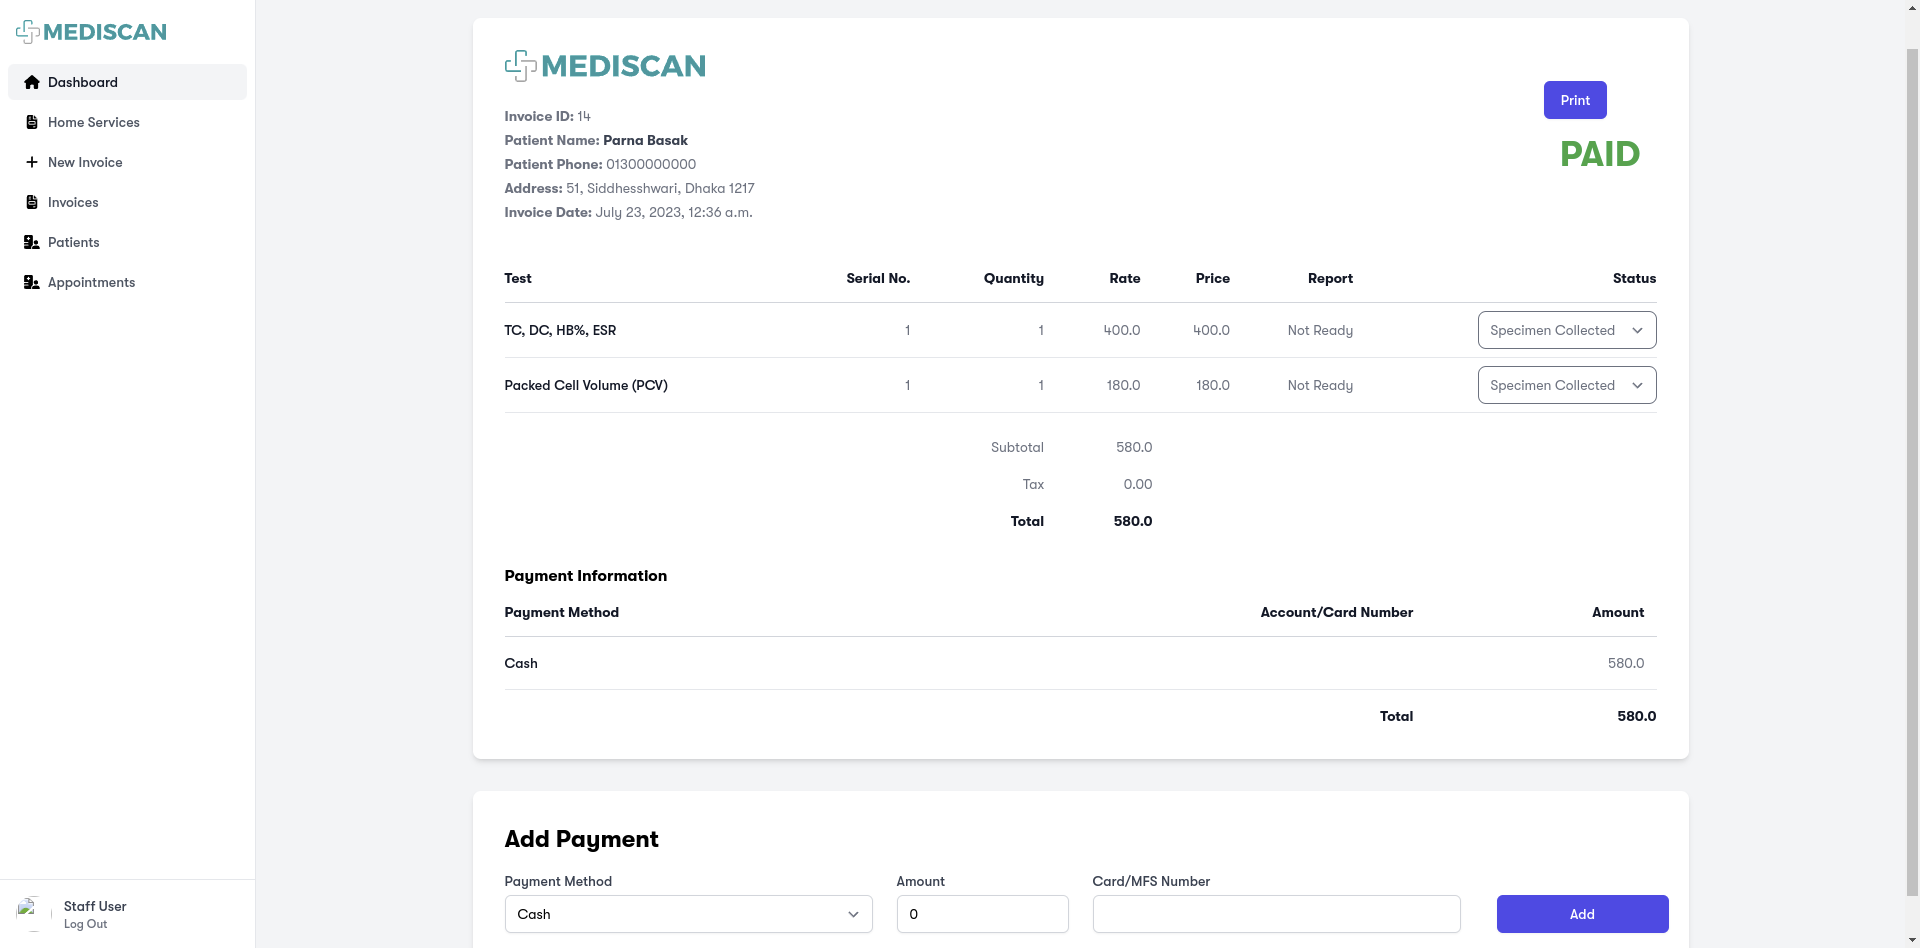 MEDISCAN
Dashboard
Home Services
New Invoice
Invoices
Patients
Appointments
Staff User
Log Out
MEDISCAN
Print
PAID
Invoice ID: 14
Patient Name: Parna Basak
Patient Phone: 01300000000
Address: 51, Siddhesshwari, Dhaka 1217
Invoice Date: July 23, 2023, 12:36 a.m.
Test Serial No. Quantity Rate Price Report Status
TC, DC, HB%, ESR 1 1 400.0 400.0 Not Ready Specimen Collected
Packed Cell Volume (PCV) 1 1 180.0 180.0 Not Ready Specimen Collected
Subtotal 580.0
Tax 0.00
Total 580.0
Payment Information
Payment Method Account/Card Number Amount
Cash 580.0
Total 580.0
Add Payment
Payment Method Amount Card/MFS Number
Cash 0 Add